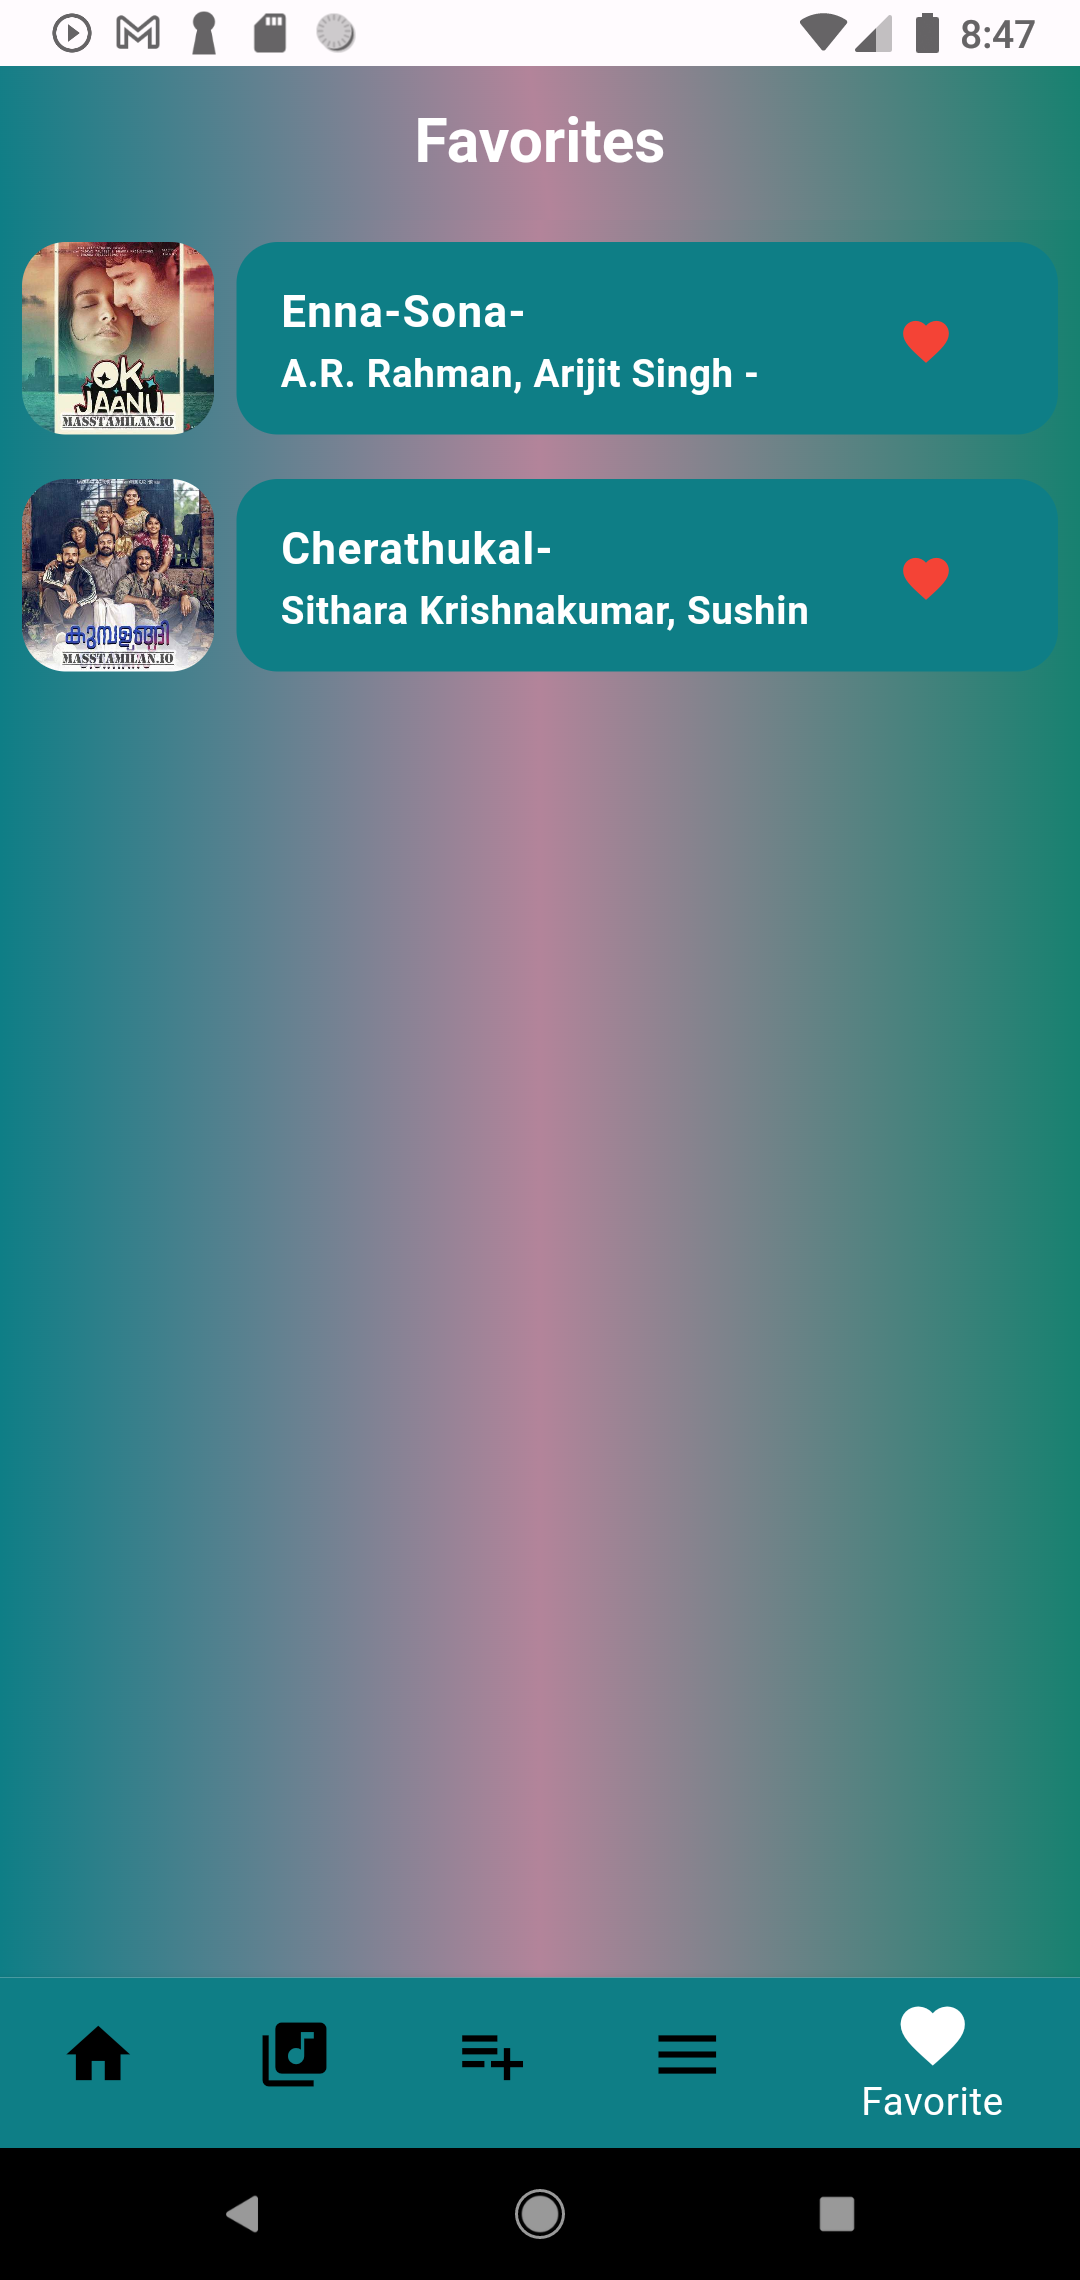 8:47
Favorites
OK
JAANU
MASSTAMILAN.IO
Enna-Sona-
A.R. Rahman, Arijit Singh -
കുമ്പളങ്ങി
MASSTAMILAN.IO
Cherathukal-
Sithara Krishnakumar, Sushin
Favorite